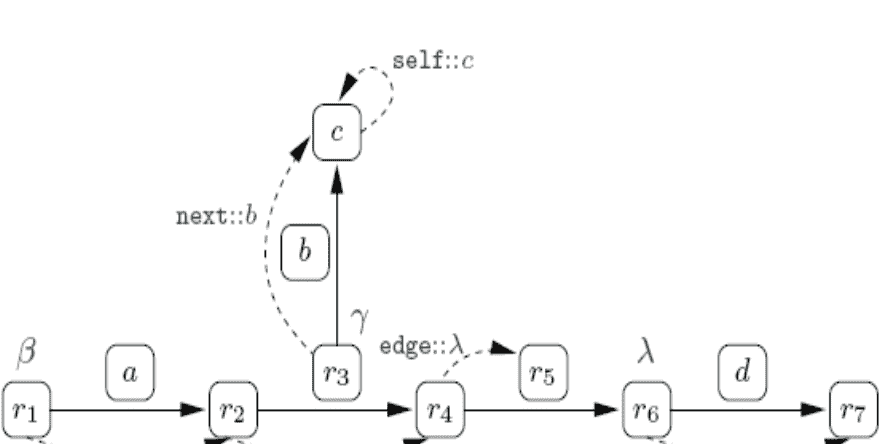 self::c
c
next::b
b
γ
β
a
edge::λ
λ
d
r₃
r₅
r₁
r₂
r₄
r₆
r₇